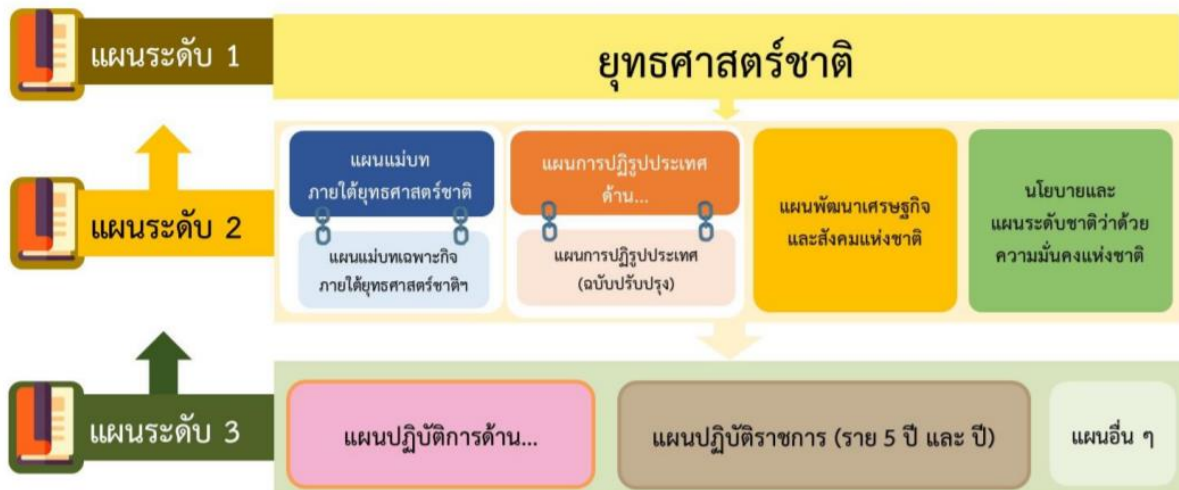 แผนระดับ 1
ยุทธศาสตร์ชาติ
แผนระดับ 2
แผนแม่บท
ภายใต้ยุทธศาสตร์ชาติ
แผนแม่บทเฉพาะกิจ
ภายใต้ยุทธศาสตร์ชาติฯ
แผนการปฏิรูปประเทศ
ด้าน...
แผนการปฏิรูปประเทศ
(ฉบับปรับปรุง)
แผนพัฒนาเศรษฐกิจ
และสังคมแห่งชาติ
นโยบายและ
แผนระดับชาติว่าด้วย
ความมั่นคงแห่งชาติ
แผนระดับ 3
แผนปฏิบัติการด้าน...
แผนปฏิบัติราชการ (ราย 5 ปี และ ปี)
แผนอื่น ๆ